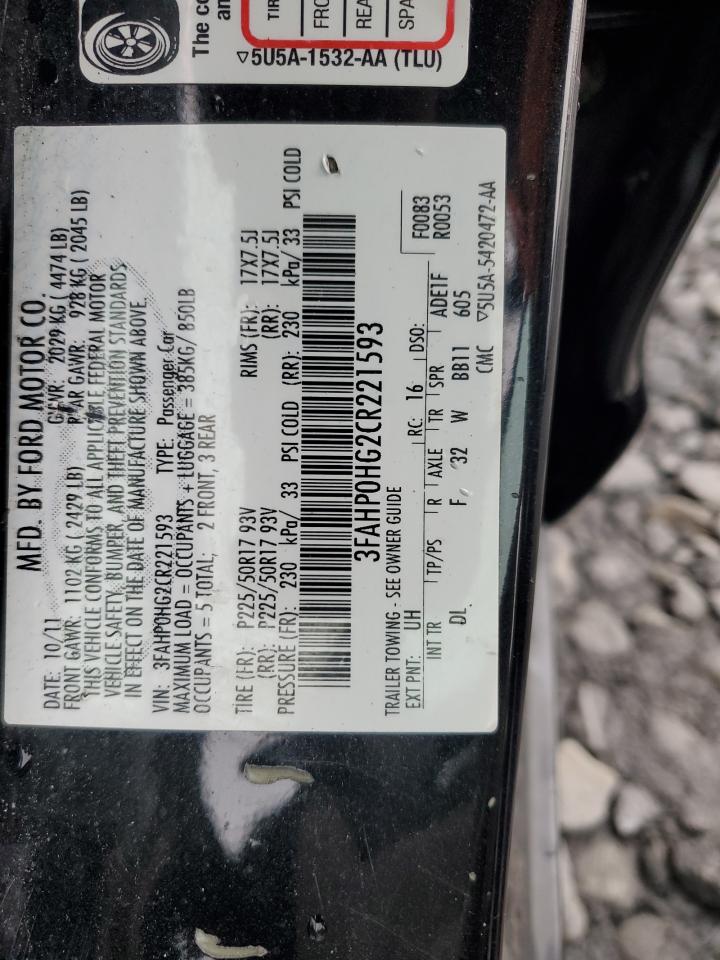 The co
an
TIR
FRO
REA
SPA
▽5U5A-1532-AA (TLU)
MFD. BY FORD MOTOR CO.
DATE: 10/11 GVWR: 2029 KG ( 4474 LB)
FRONT GAWR: 1102 KG ( 2429 LB) REAR GAWR: 928 KG ( 2045 LB)
THIS VEHICLE CONFORMS TO ALL APPLICABLE FEDERAL MOTOR
VEHICLE SAFETY, BUMPER, AND THEFT PREVENTION STANDARDS
IN EFFECT ON THE DATE OF MANUFACTURE SHOWN ABOVE.
VIN: 3FAHP0HG2CR221593 TYPE: Passenger Car
MAXIMUM LOAD = OCCUPANTS + LUGGAGE = 385KG/ 850LB
OCCUPANTS = 5 TOTAL; 2 FRONT, 3 REAR
TIRE (FR): P225/50R17 93V RIMS (FR): 17X7.5J
(RR): P225/50R17 93V (RR): 17X7.5J
PRESSURE (FR): 230 kPa/ 33 PSI COLD (RR): 230 kPa/ 33 PSI COLD
3FAHP0HG2CR221593
TRAILER TOWING - SEE OWNER GUIDE
EXT PNT: UH RC: 16 DSO: F0083
R0053
INT TR TP/PS R AXLE TR SPR ADE1F
DL F 32 W BB11 605
CMC ▽5U5A-5420472-AA